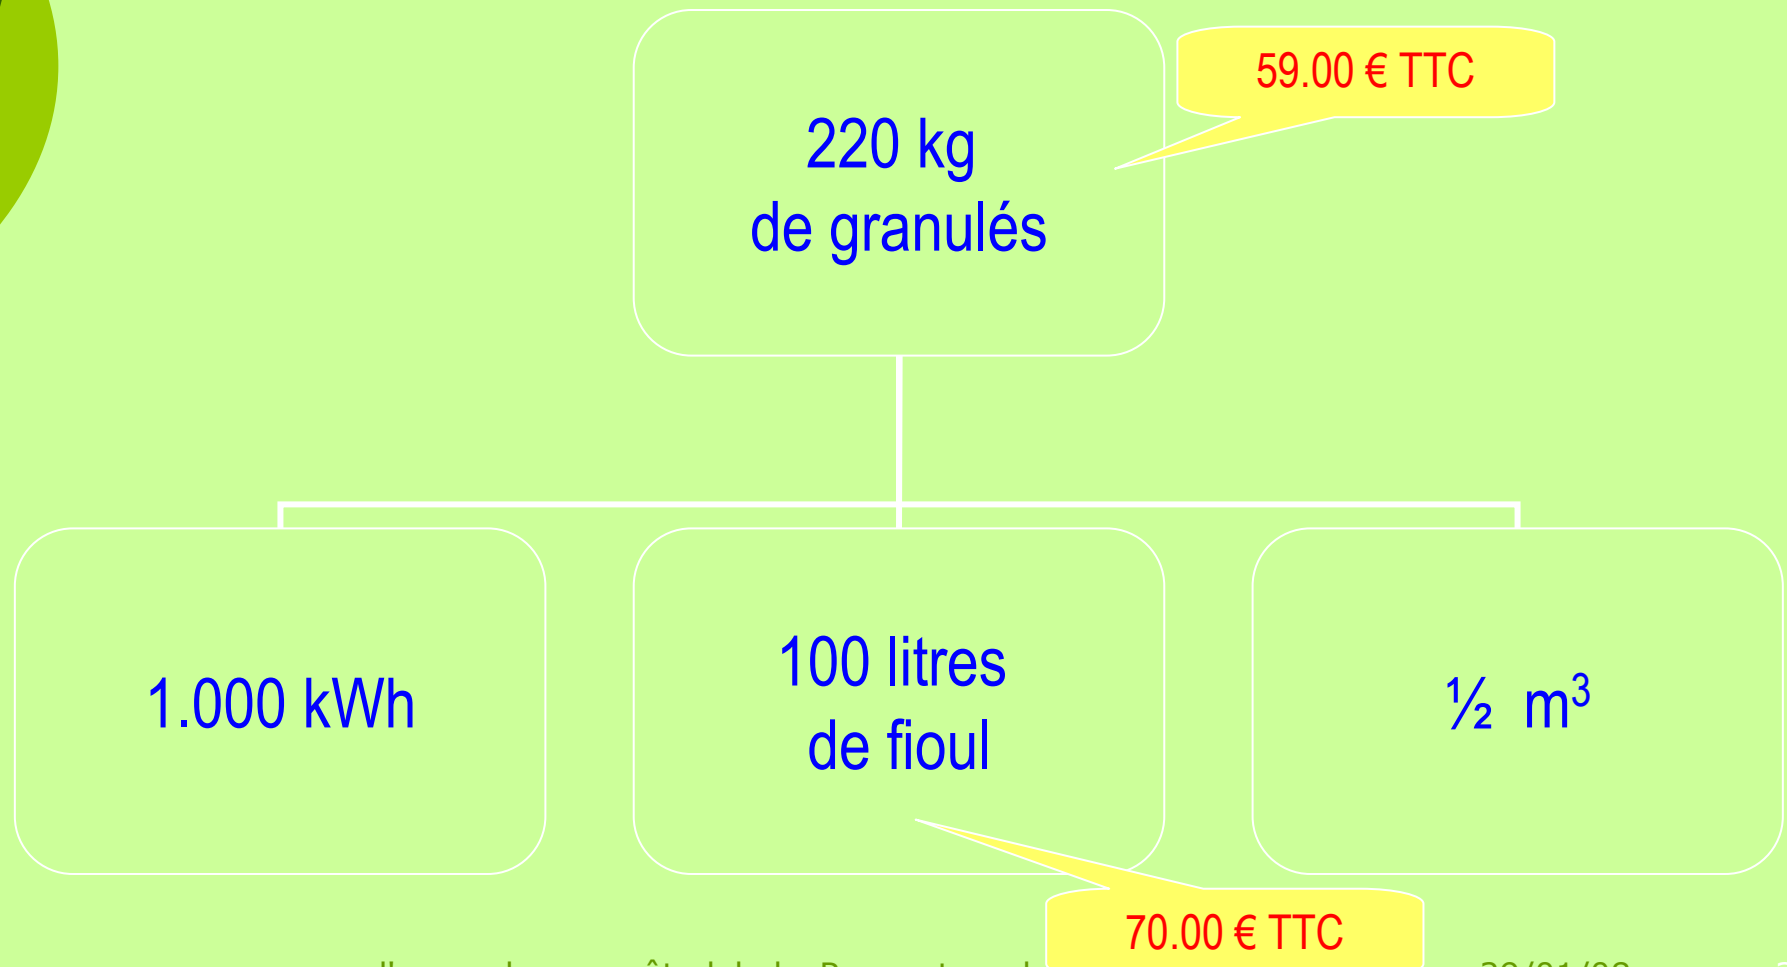 59.00 € TTC
220 kg
de granulés
1.000 kWh
100 litres
de fioul
½ m³
70.00 € TTC